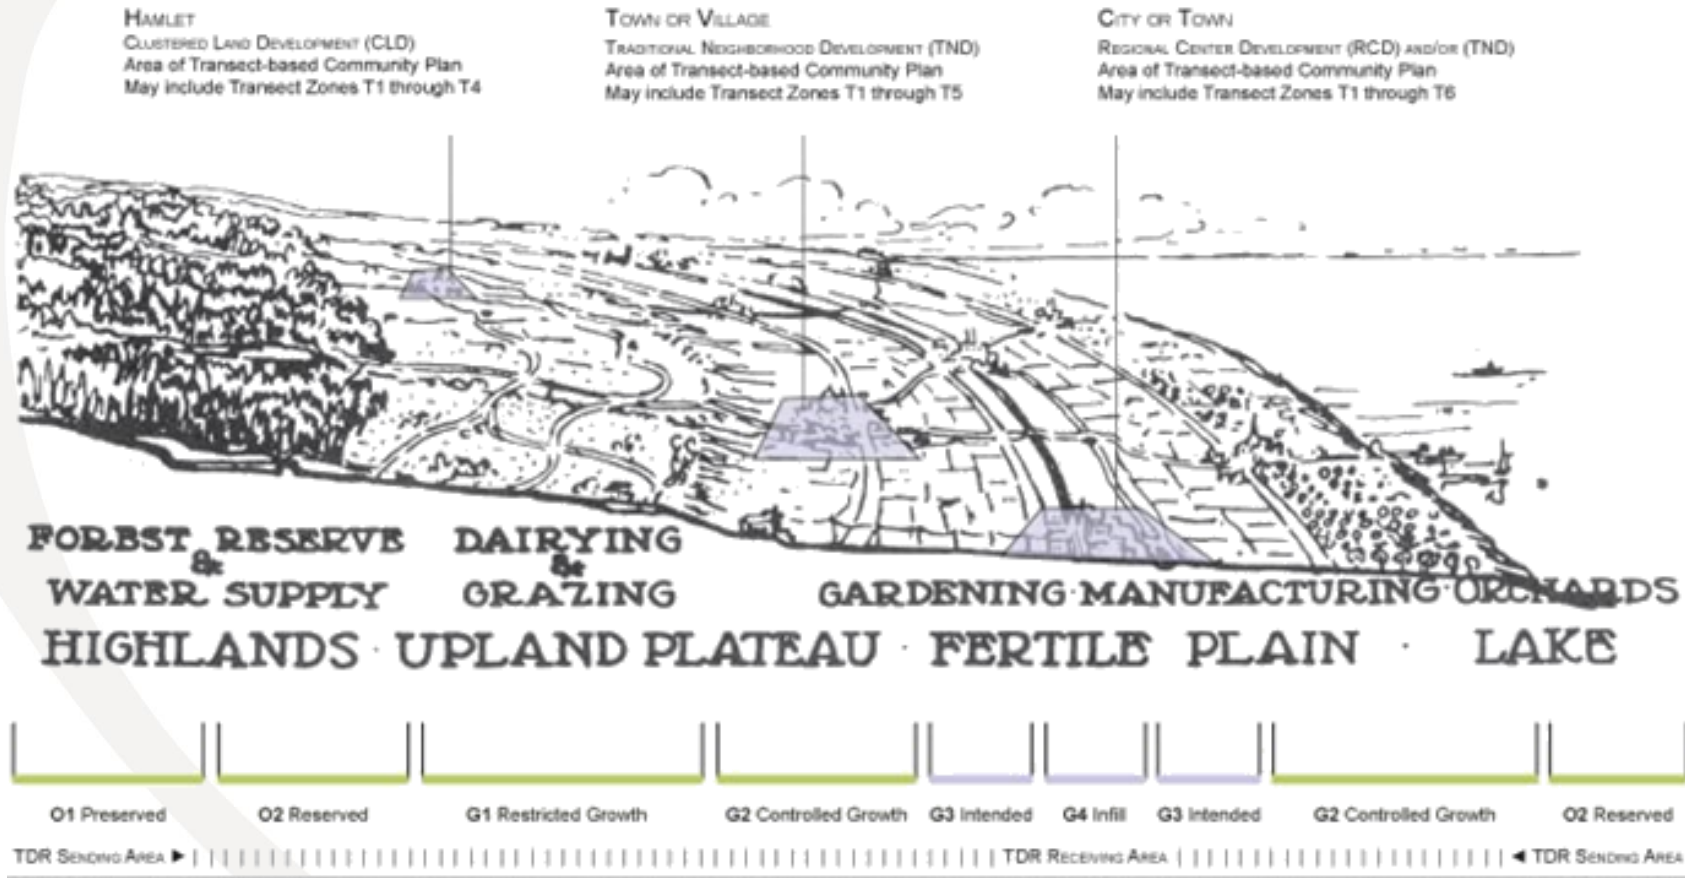 HAMLET
CLUSTERED LAND DEVELOPMENT (CLD)
Area of Transect-based Community Plan
May include Transect Zones T1 through T4
TOWN OR VILLAGE
TRADITIONAL NEIGHBORHOOD DEVELOPMENT (TND)
Area of Transect-based Community Plan
May include Transect Zones T1 through T5
CITY OR TOWN
REGIONAL CENTER DEVELOPMENT (RCD) AND/OR (TND)
Area of Transect-based Community Plan
May include Transect Zones T1 through T6
FOREST RESERVE
&
WATER SUPPLY
DAIRYING
&
GRAZING
GARDENING · MANUFACTURING · ORCHARDS
HIGHLANDS · UPLAND PLATEAU · FERTILE PLAIN · LAKE
O1 Preserved
O2 Reserved
G1 Restricted Growth
G2 Controlled Growth
G3 Intended
G4 Infill
G3 Intended
G2 Controlled Growth
O2 Reserved
TDR SENDING AREA ►
TDR RECEIVING AREA
◄ TDR SENDING AREA